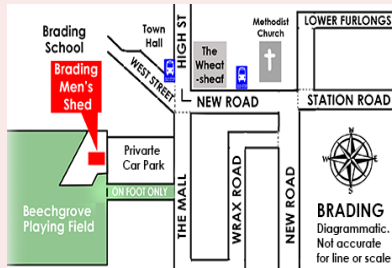 Brading
School
Town
Hall
HIGH ST
Methodist
Church
LOWER FURLONGS
The
Wheat
-sheaf
WEST STREET
Brading
Men's
Shed
NEW ROAD
STATION ROAD
Privarte
Car Park
ON FOOT ONLY
Beechgrove
Playing Field
THE MALL
WRAX ROAD
NEW ROAD
N
W
E
S
BRADING
Diagrammatic.
Not accurate
for line or scale